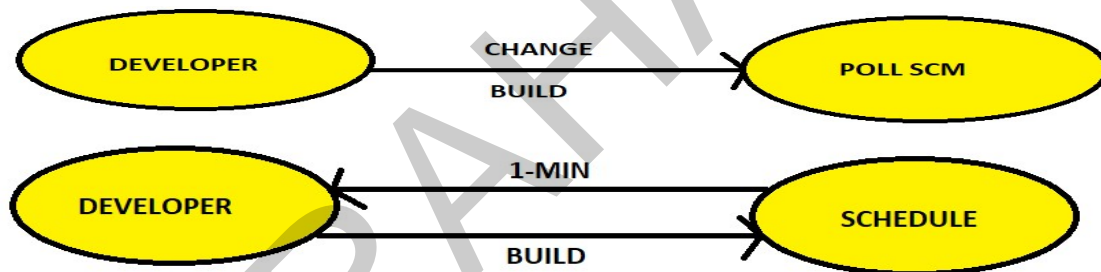 DEVELOPER
CHANGE
BUILD
POLL SCM
DEVELOPER
1-MIN
BUILD
SCHEDULE